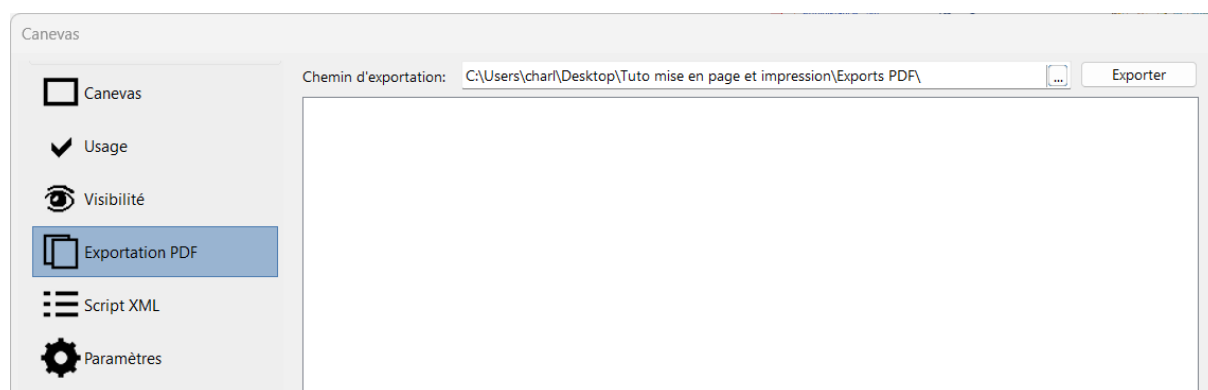 Canevas
Chemin d'exportation: C:\Users\charl\Desktop\Tuto mise en page et impression\Exports PDF\ ... Exporter
Canevas
Usage
Visibilité
Exportation PDF
Script XML
Paramètres